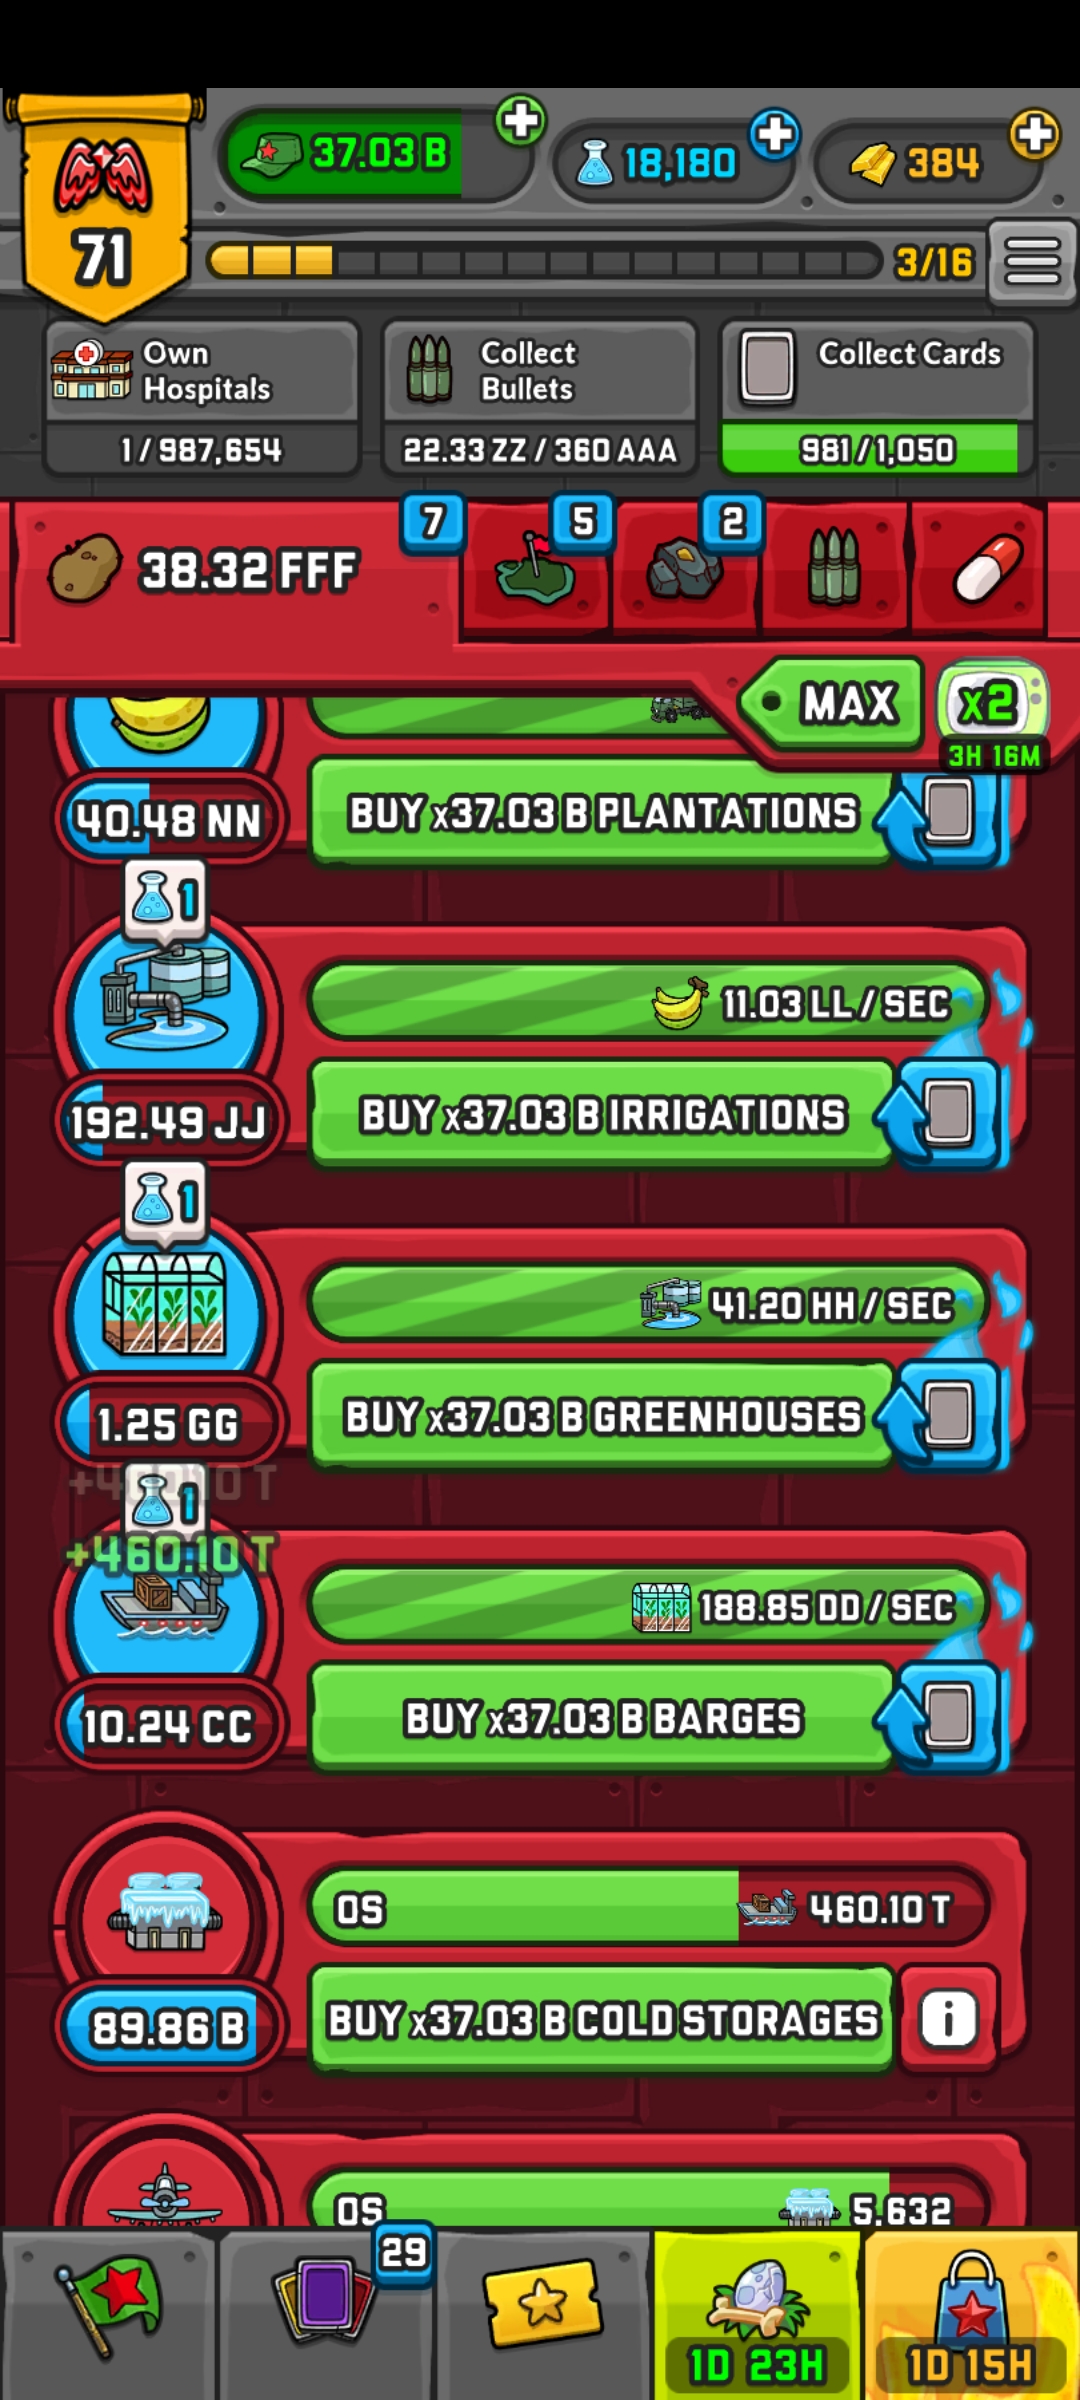 37.03 B
18,180
384
71
3/16
Own
Hospitals
1 / 987,654
Collect
Bullets
22.33 ZZ / 360 AAA
Collect Cards
981 / 1,050
38.32 FFF
7
5
2
MAX
x2
3H 16M
40.48 NN
BUY x37.03 B PLANTATIONS
1
11.03 LL / SEC
192.49 JJ
BUY x37.03 B IRRIGATIONS
1
41.20 HH / SEC
1.25 GG
BUY x37.03 B GREENHOUSES
1
+460.10 T
188.85 DD / SEC
10.24 CC
BUY x37.03 B BARGES
0S
460.10 T
89.86 B
BUY x37.03 B COLD STORAGES
i
0S
5,632
29
1D 23H
1D 15H